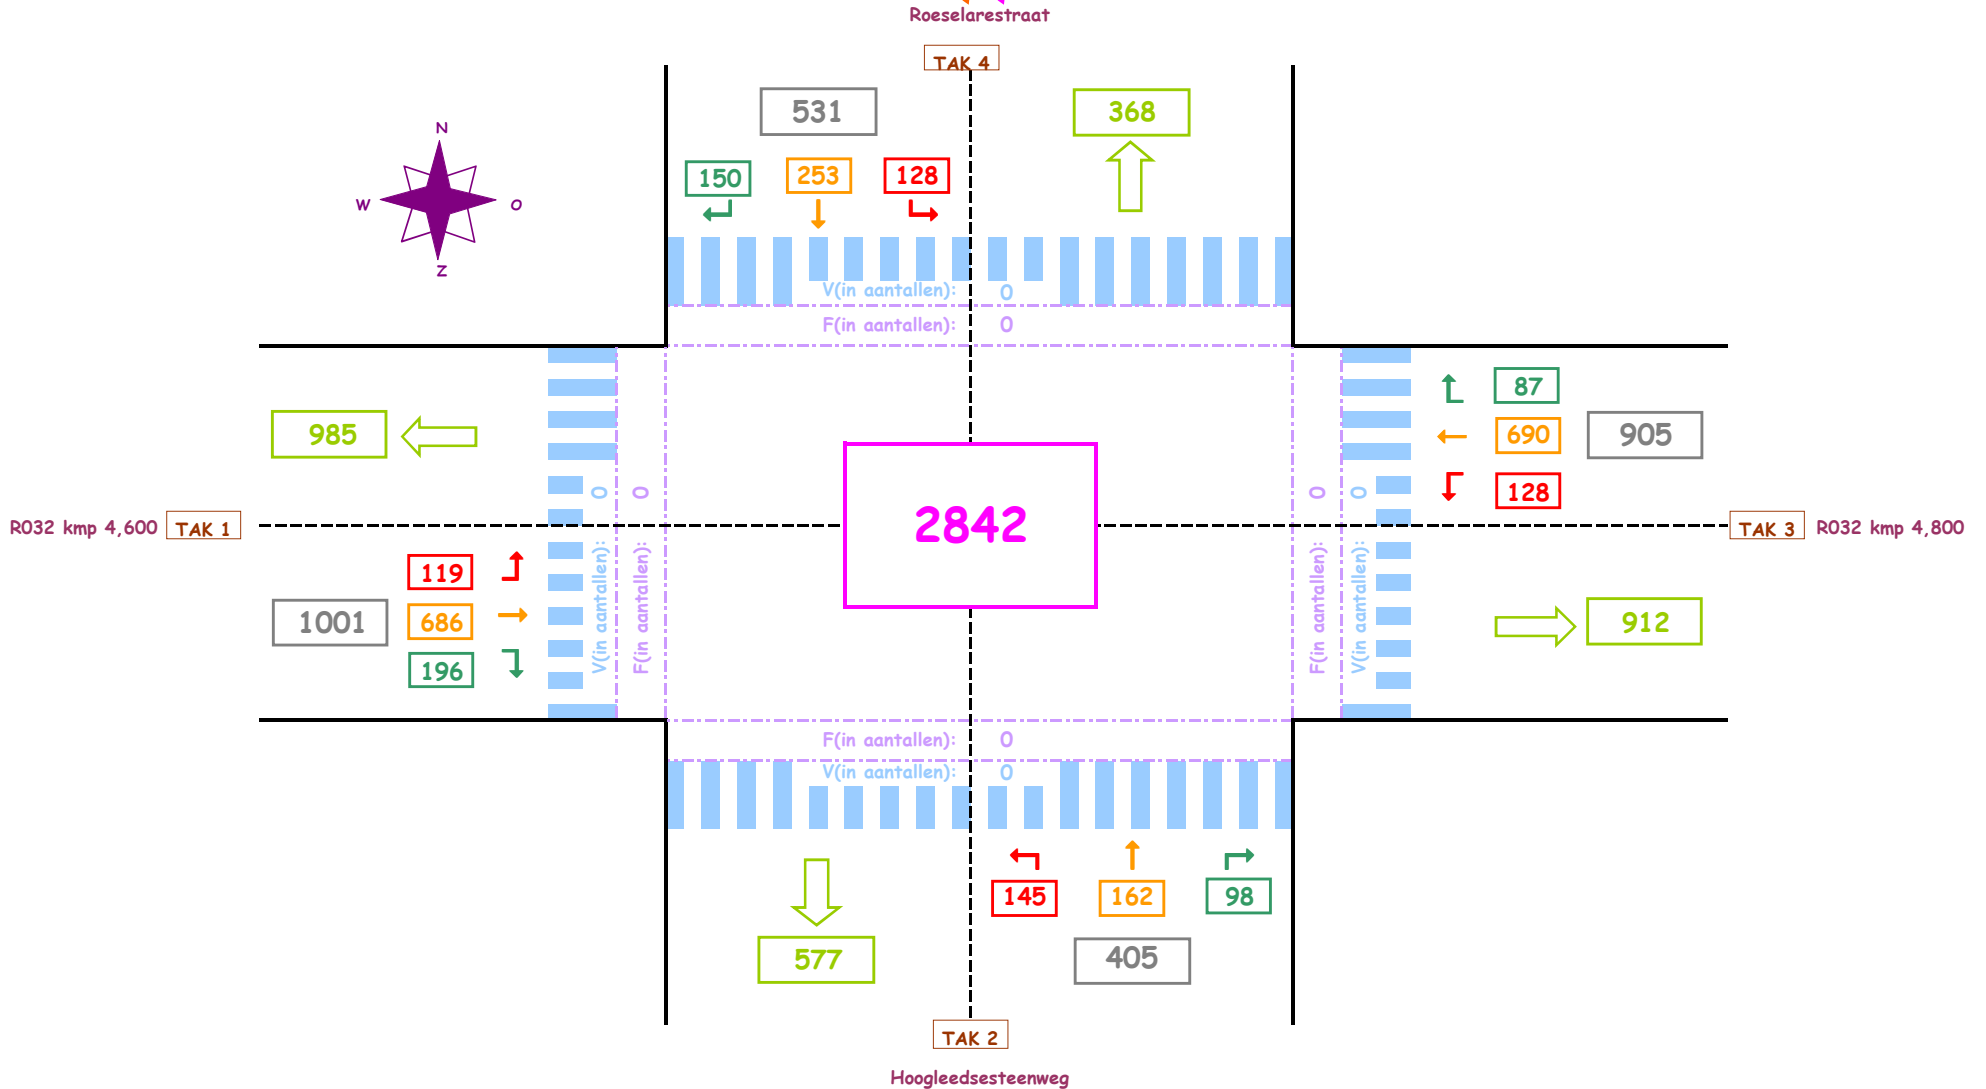 Roeselarestraat
TAK 4
531
368
N
W
O
Z
150
253
128
V(in aantallen): 0
F(in aantallen): 0
87
985
690
905
128
V(in aantallen): 0
F(in aantallen): 0
F(in aantallen): 0
V(in aantallen): 0
2842
R032 kmp 4,600
TAK 1
TAK 3
R032 kmp 4,800
119
1001
686
912
196
F(in aantallen): 0
V(in aantallen): 0
145
162
98
577
405
TAK 2
Hoogleedsesteenweg